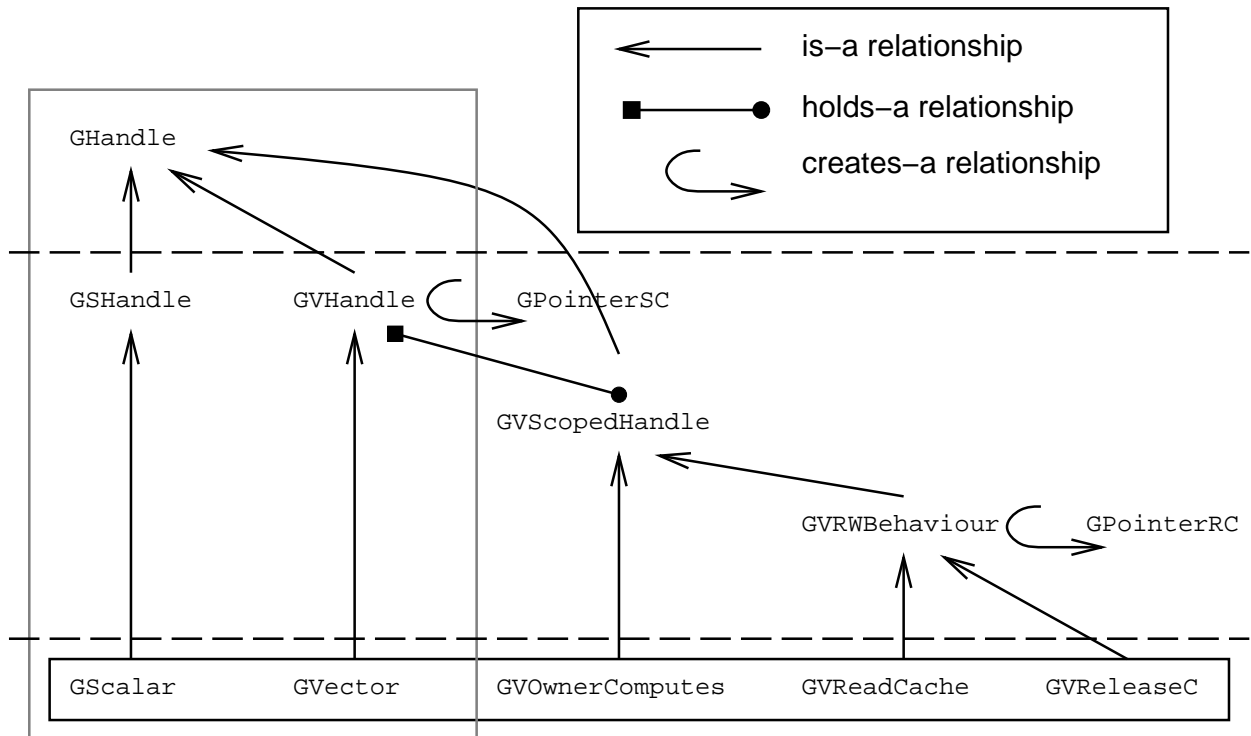 is−a relationship
holds−a relationship
GHandle
creates−a relationship
GSHandle GVHandle GPointerSC
GVScopedHandle
GVRWBehaviour GPointerRC
GScalar GVector GVOwnerComputes GVReadCache GVReleaseC